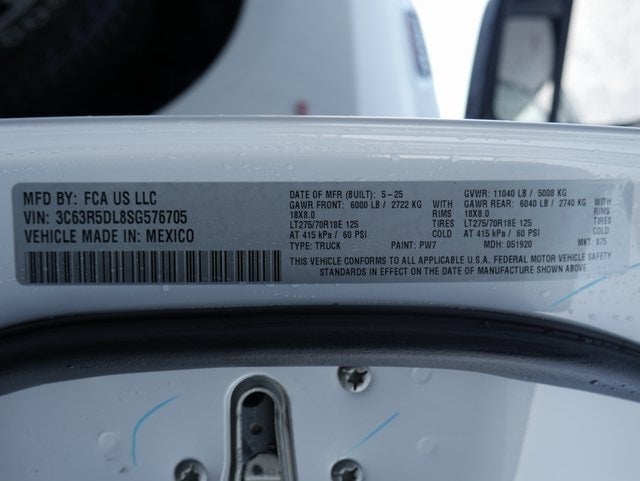 MFD BY: FCA US LLC
VIN: 3C63R5DL8SG576705
VEHICLE MADE IN: MEXICO
DATE OF MFR (BUILT): 5-25
GAWR FRONT: 6000 LB / 2722 KG WITH
18X8.0 RIMS
LT275/70R18E 125 TIRES
AT 415 kPa / 60 PSI COLD
TYPE: TRUCK PAINT: PW7
GVWR: 11040 LB / 5008 KG
GAWR REAR: 6040 LB / 2740 KG WITH
18X8.0 RIMS
LT275/70R18E 125 TIRES
AT 415 kPa / 60 PSI COLD
MDH: 051920 MKT 875
THIS VEHICLE CONFORMS TO ALL APPLICABLE U.S.A. FEDERAL MOTOR VEHICLE SAFETY
STANDARDS IN EFFECT ON THE DATE OF MANUFACTURE SHOWN ABOVE